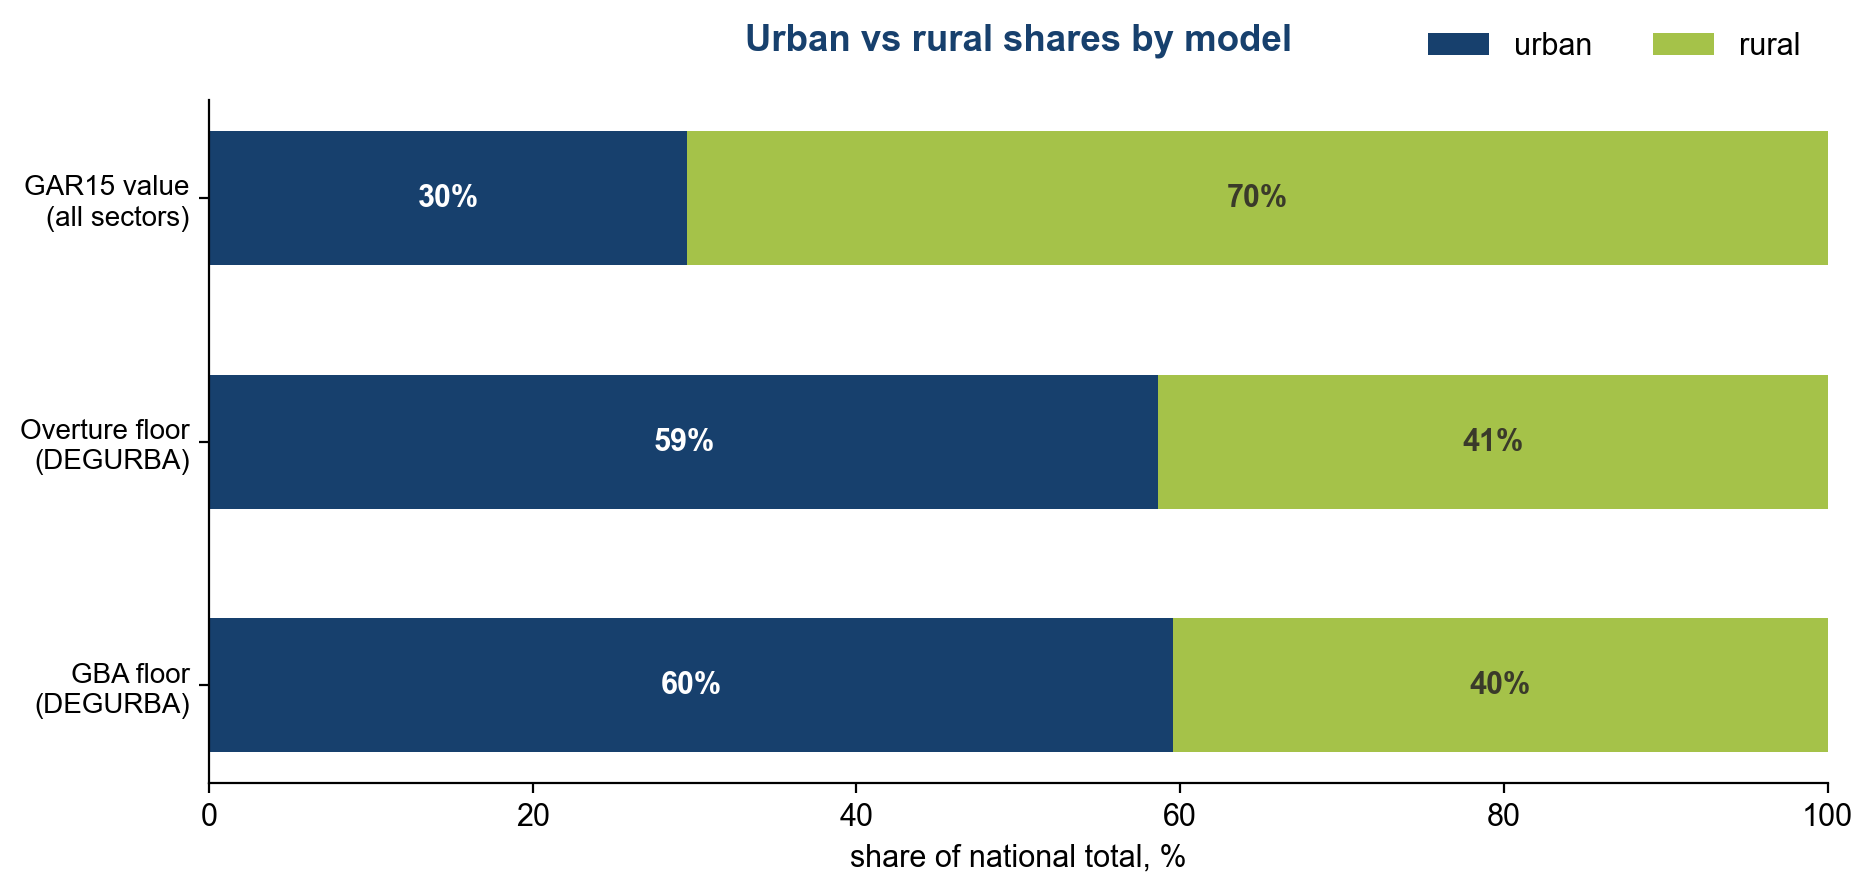 Urban vs rural shares by model
urban
rural
GAR15 value
(all sectors)
30%
70%
Overture floor
(DEGURBA)
59%
41%
GBA floor
(DEGURBA)
60%
40%
0
20
40
60
80
100
share of national total, %